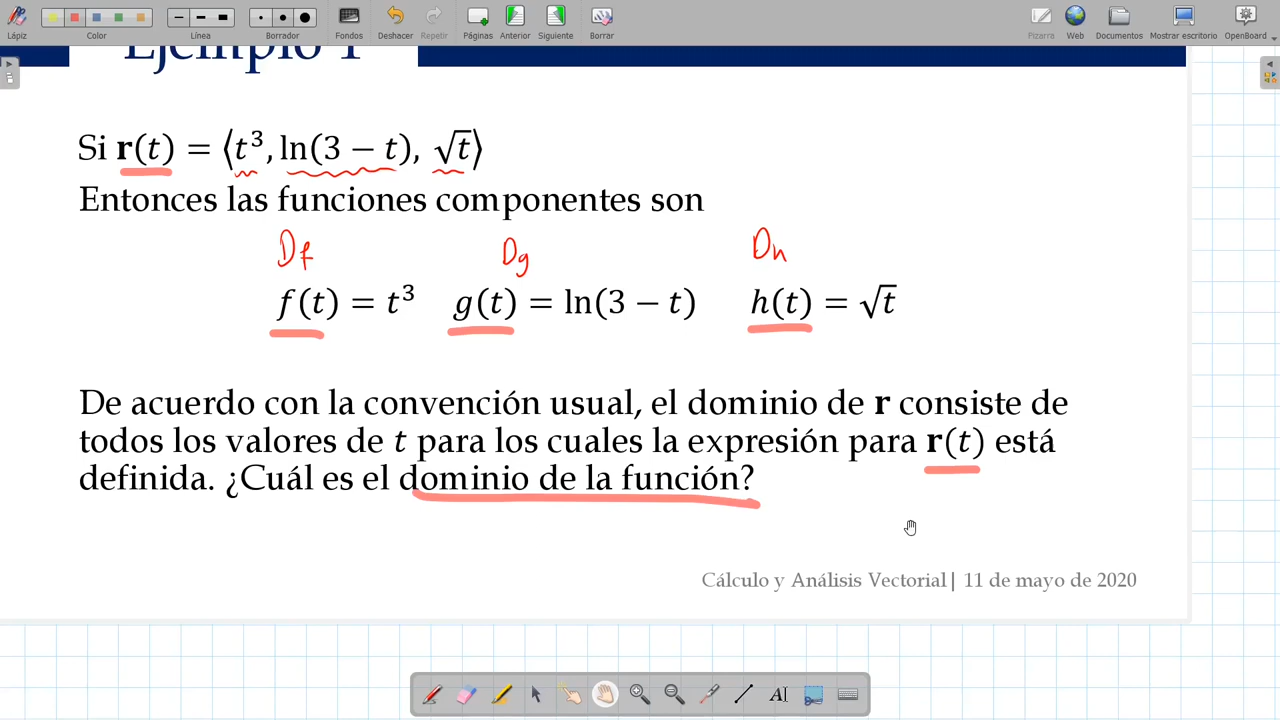 Lápiz Color Línea Borrador Fondos Deshacer Repetir Páginas Anterior Siguiente Borrar Pizarra Web Documentos Mostrar escritorio OpenBoard
Si r(t) = ⟨t³, ln(3 − t), √t⟩
Entonces las funciones componentes son
Df Dg Dh
f(t) = t³ g(t) = ln(3 − t) h(t) = √t
De acuerdo con la convención usual, el dominio de r consiste de
todos los valores de t para los cuales la expresión para r(t) está
definida. ¿Cuál es el dominio de la función?
Cálculo y Análisis Vectorial| 11 de mayo de 2020